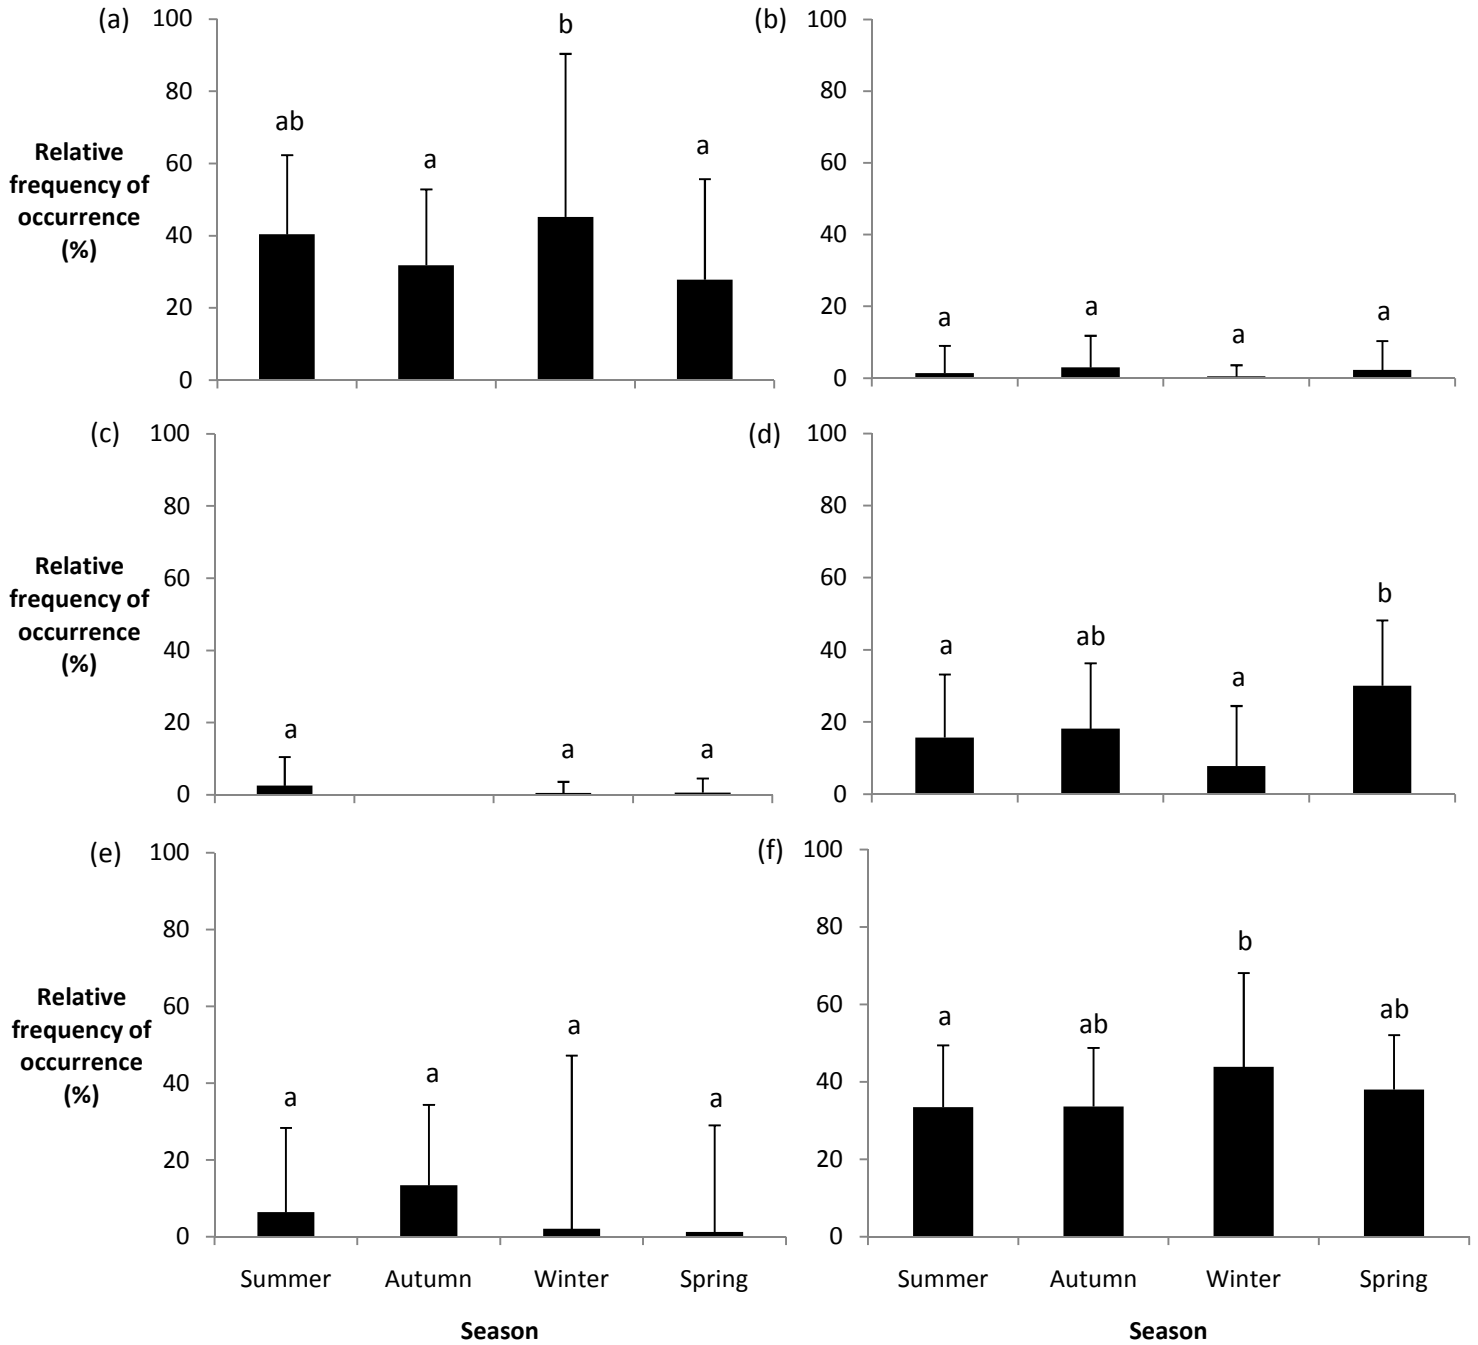 (a)
100
80
60
40
20
0
Relative
frequency of
occurrence
(%)
ab
a
b
a
(b)
100
80
60
40
20
0
a
a
a
a
(c)
100
80
60
40
20
0
Relative
frequency of
occurrence
(%)
a
a
a
(d)
100
80
60
40
20
0
a
ab
a
b
(e)
100
80
60
40
20
0
Relative
frequency of
occurrence
(%)
a
a
a
a
Summer Autumn Winter Spring
Season
(f)
100
80
60
40
20
0
a
ab
b
ab
Summer Autumn Winter Spring
Season